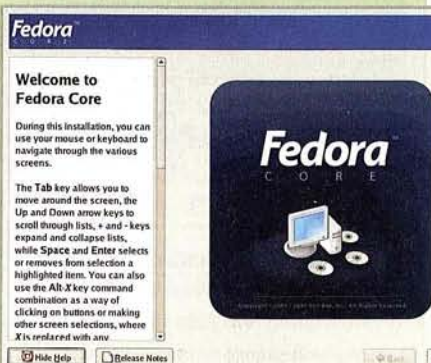 Fedora™
CORE
Welcome to
Fedora Core
During this installation, you can
use your mouse or keyboard to
navigate through the various
screens.
The Tab key allows you to
move around the screen, the
Up and Down arrow keys to
scroll through lists, + and - keys
expand and collapse lists,
while Space and Enter selects
or removes from selection a
highlighted item. You can also
use the Alt-X key command
combination as a way of
clicking on buttons or making
other screen selections, where
X is replaced with any
Hide Help
Release Notes
Fedora™
CORE
Back